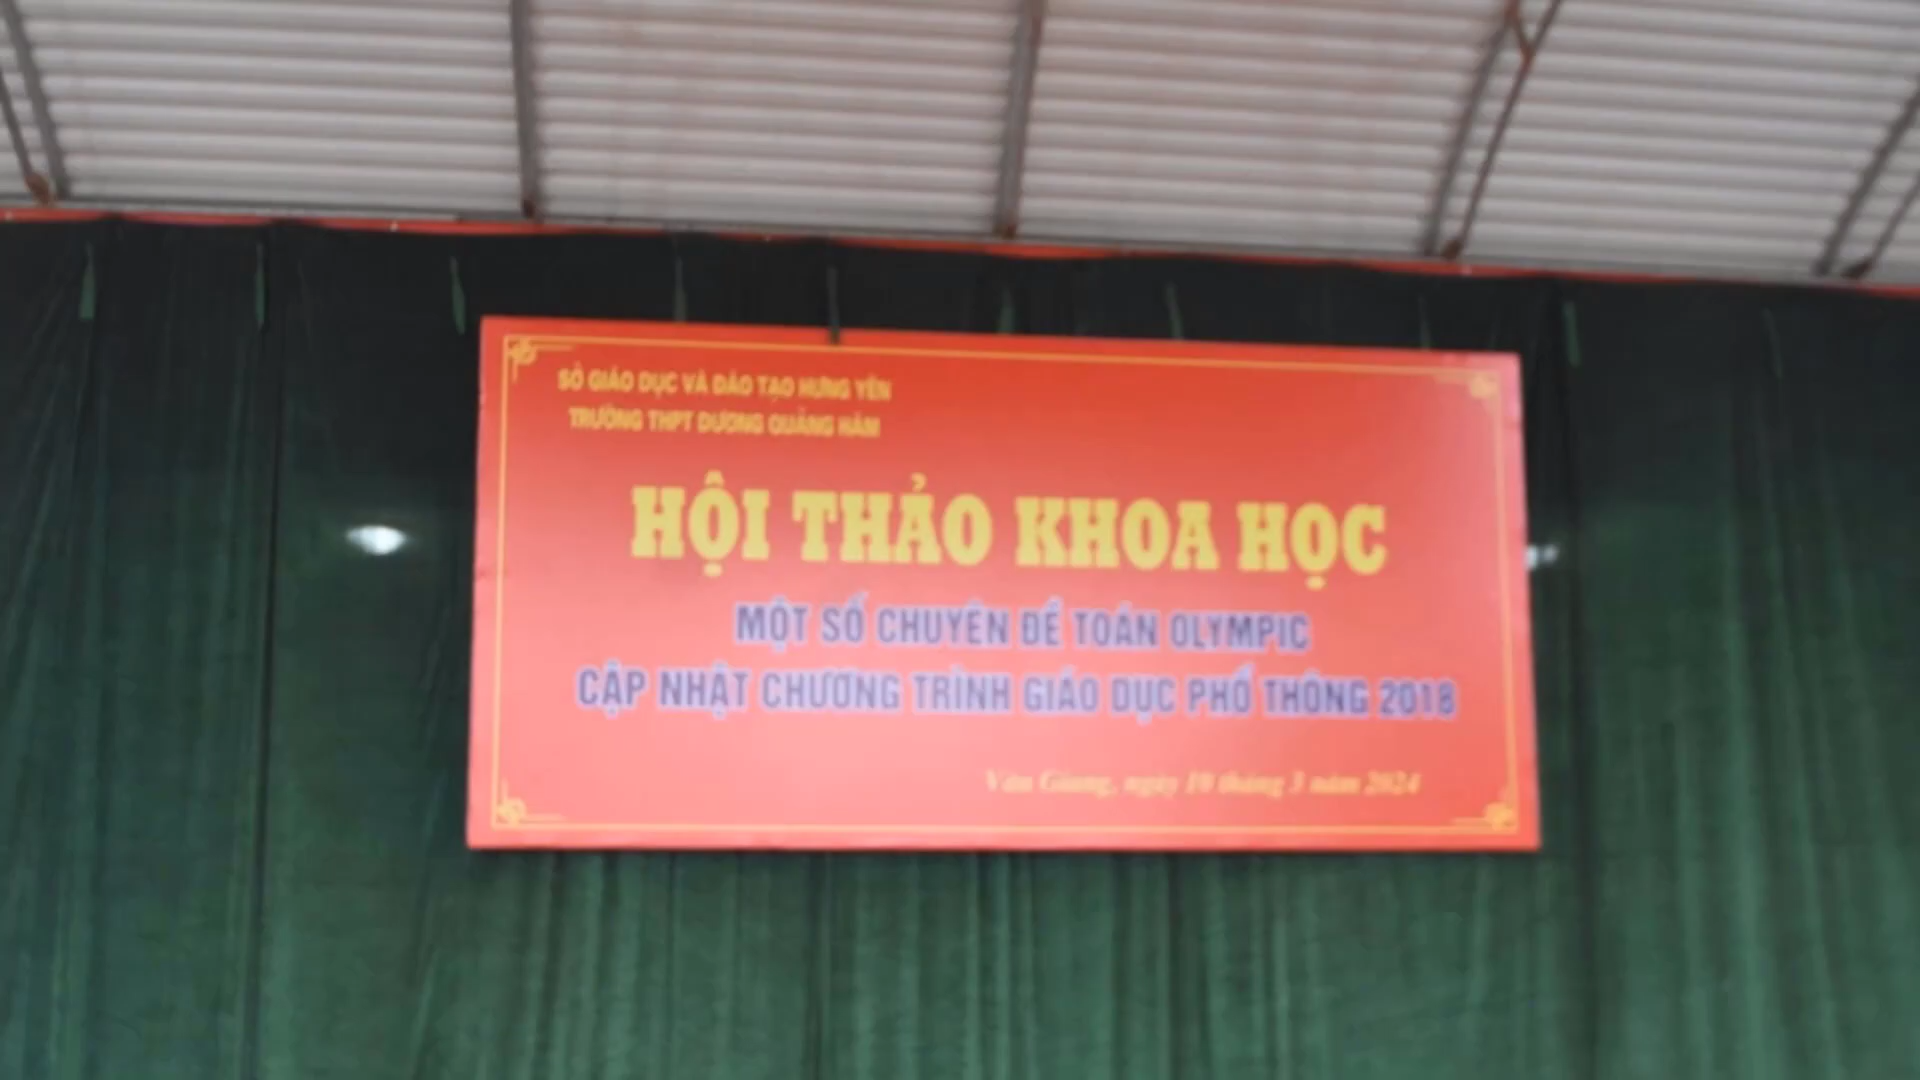 SỞ GIÁO DỤC VÀ ĐÀO TẠO HƯNG YÊN
TRƯỜNG THPT DƯƠNG QUẢNG HÀM
HỘI THẢO KHOA HỌC
MỘT SỐ CHUYÊN ĐỀ TOÁN OLYMPIC
CẬP NHẬT CHƯƠNG TRÌNH GIÁO DỤC PHỔ THÔNG 2018
Văn Giang, ngày 10 tháng 3 năm 2024